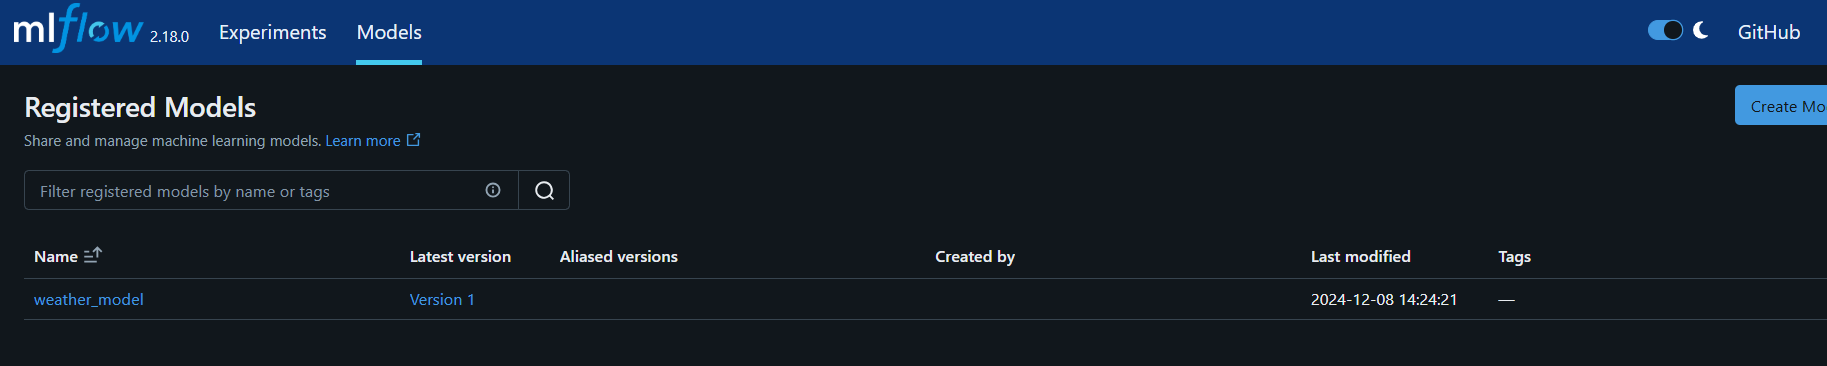 mlflow 2.18.0 Experiments Models GitHub
Registered Models
Create Mo
Share and manage machine learning models. Learn more
Filter registered models by name or tags
Name Latest version Aliased versions Created by Last modified Tags
weather_model Version 1 2024-12-08 14:24:21 —